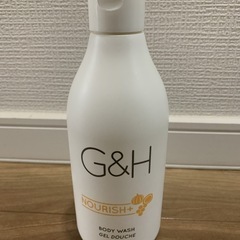 G&H
NOURISH+
BODY WASH
GEL DOUCHE